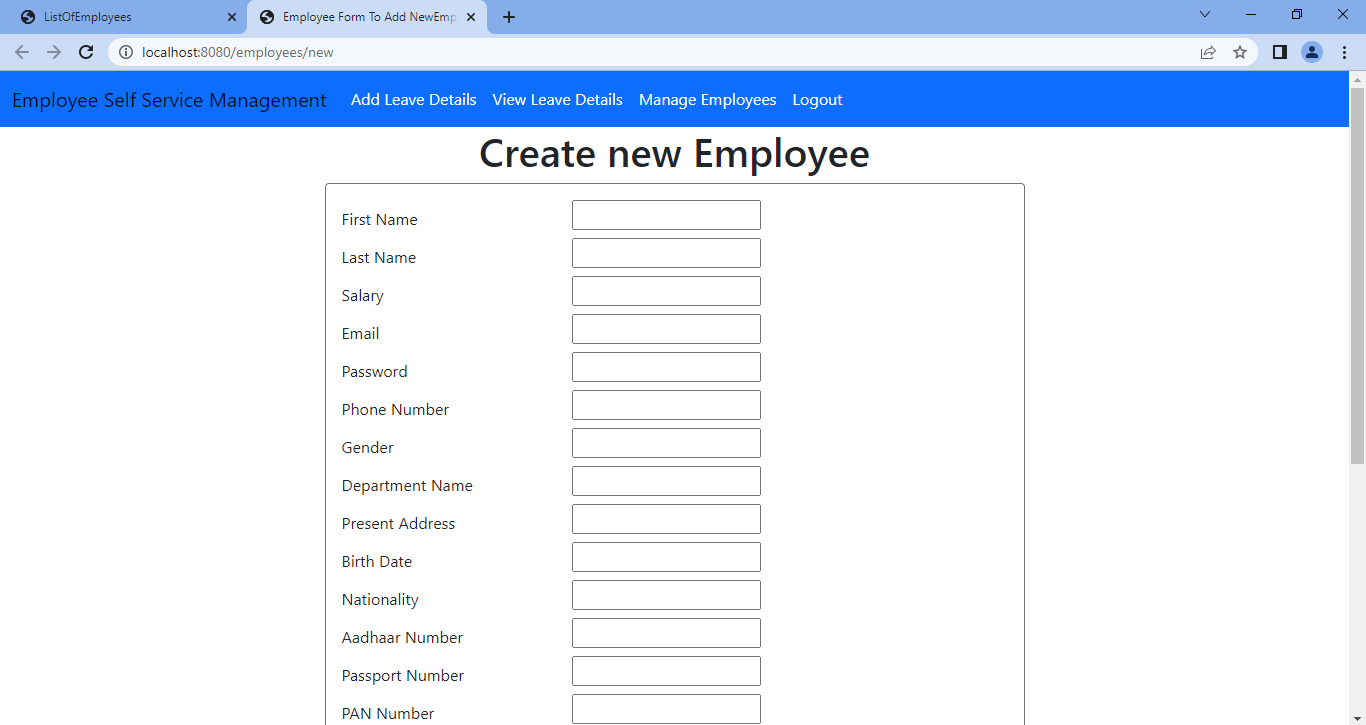 ListOfEmployees
Employee Form To Add NewEmp
localhost:8080/employees/new
Employee Self Service Management Add Leave Details View Leave Details Manage Employees Logout
Create new Employee
First Name
Last Name
Salary
Email
Password
Phone Number
Gender
Department Name
Present Address
Birth Date
Nationality
Aadhaar Number
Passport Number
PAN Number